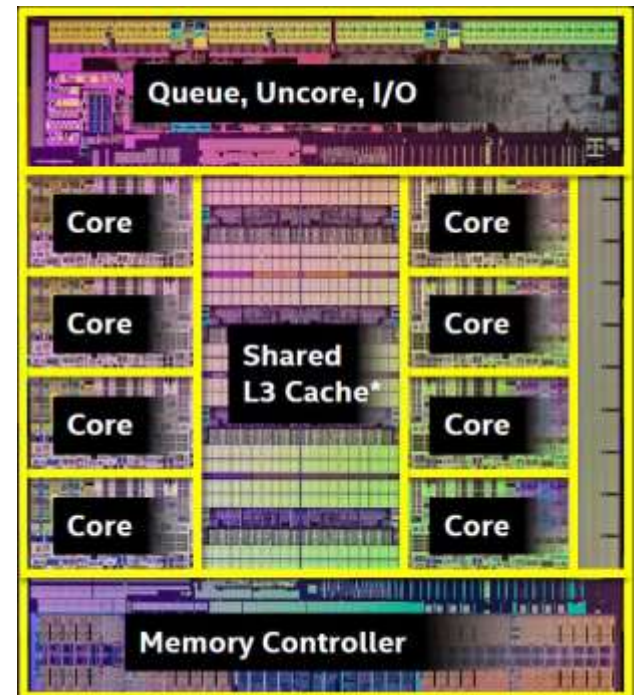 Queue, Uncore, I/O
Core
Core
Core
Core
Shared
L3 Cache*
Core
Core
Core
Core
Memory Controller